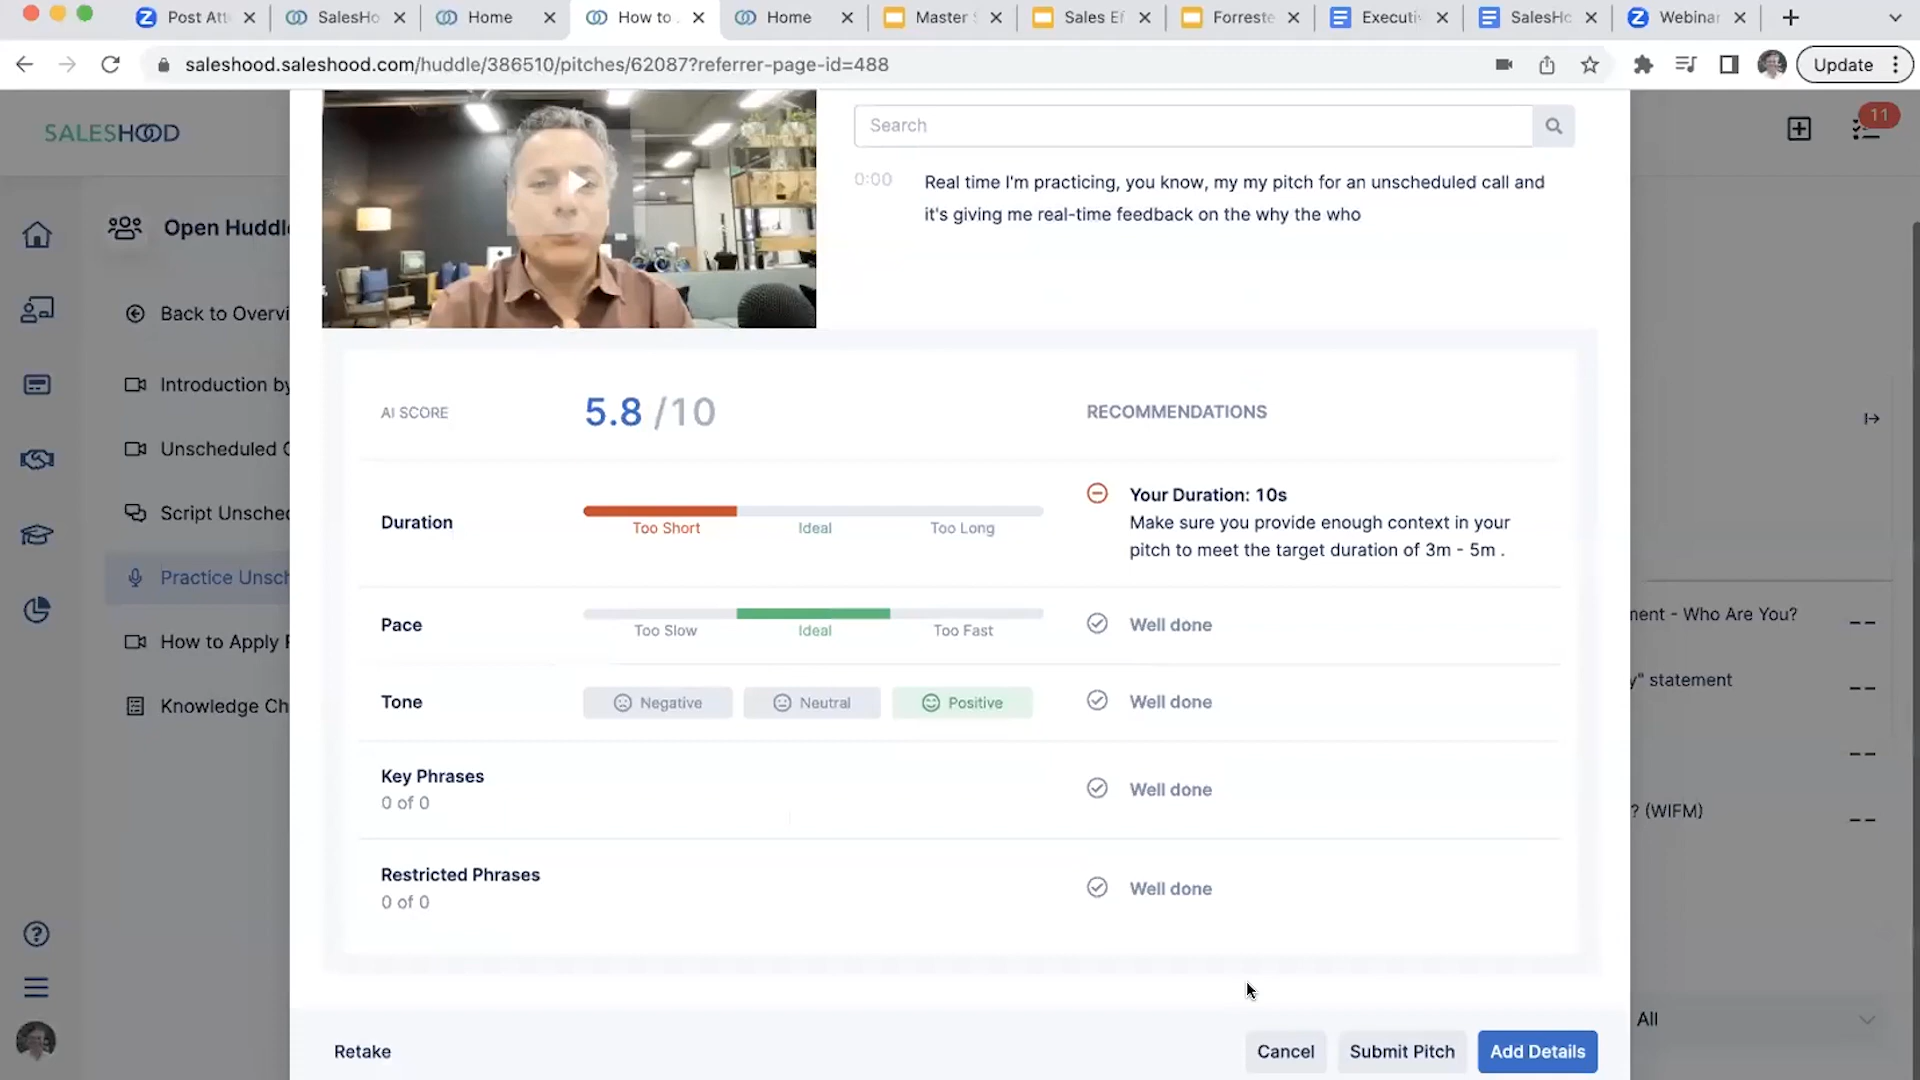 Post Att
SalesHo
Home
How to
Home
Master
Sales Ef
Forreste
Executi
SalesHo
Webinar
saleshood.saleshood.com/huddle/386510/pitches/62087?referrer-page-id=488
Update
SALESHOOD
11
Search
0:00
Real time I'm practicing, you know, my my pitch for an unscheduled call and
it's giving me real-time feedback on the why the who
Open Huddl
Back to Overvi
Introduction by
Unscheduled C
Script Unsched
Practice Unsch
How to Apply F
Knowledge Ch
AI SCORE
5.8 /10
RECOMMENDATIONS
Duration
Too Short
Ideal
Too Long
Your Duration: 10s
Make sure you provide enough context in your
pitch to meet the target duration of 3m - 5m .
Pace
Too Slow
Ideal
Too Fast
Well done
Tone
Negative
Neutral
Positive
Well done
Key Phrases
0 of 0
Well done
Restricted Phrases
0 of 0
Well done
ment - Who Are You?
--
y" statement
--
--
? (WIFM)
--
All
Retake
Cancel
Submit Pitch
Add Details